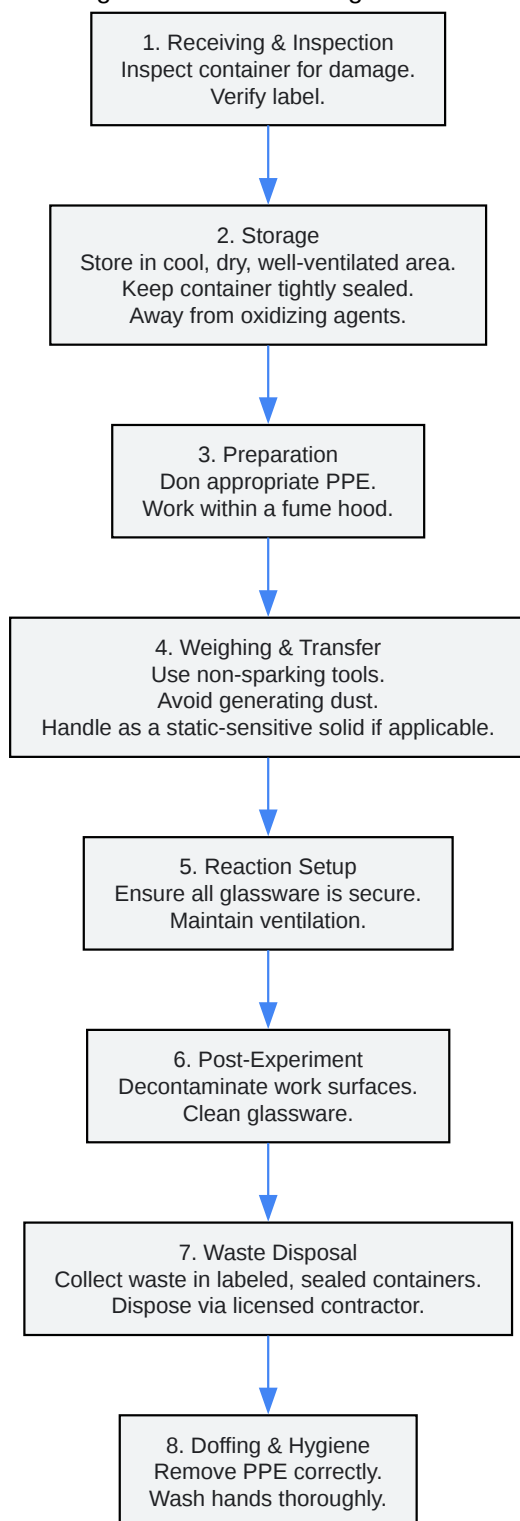 1. Receiving & Inspection
Inspect container for damage.
Verify label.
2. Storage
Store in cool, dry, well-ventilated area.
Keep container tightly sealed.
Away from oxidizing agents.
3. Preparation
Don appropriate PPE.
Work within a fume hood.
4. Weighing & Transfer
Use non-sparking tools.
Avoid generating dust.
Handle as a static-sensitive solid if applicable.
5. Reaction Setup
Ensure all glassware is secure.
Maintain ventilation.
6. Post-Experiment
Decontaminate work surfaces.
Clean glassware.
7. Waste Disposal
Collect waste in labeled, sealed containers.
Dispose via licensed contractor.
8. Doffing & Hygiene
Remove PPE correctly.
Wash hands thoroughly.